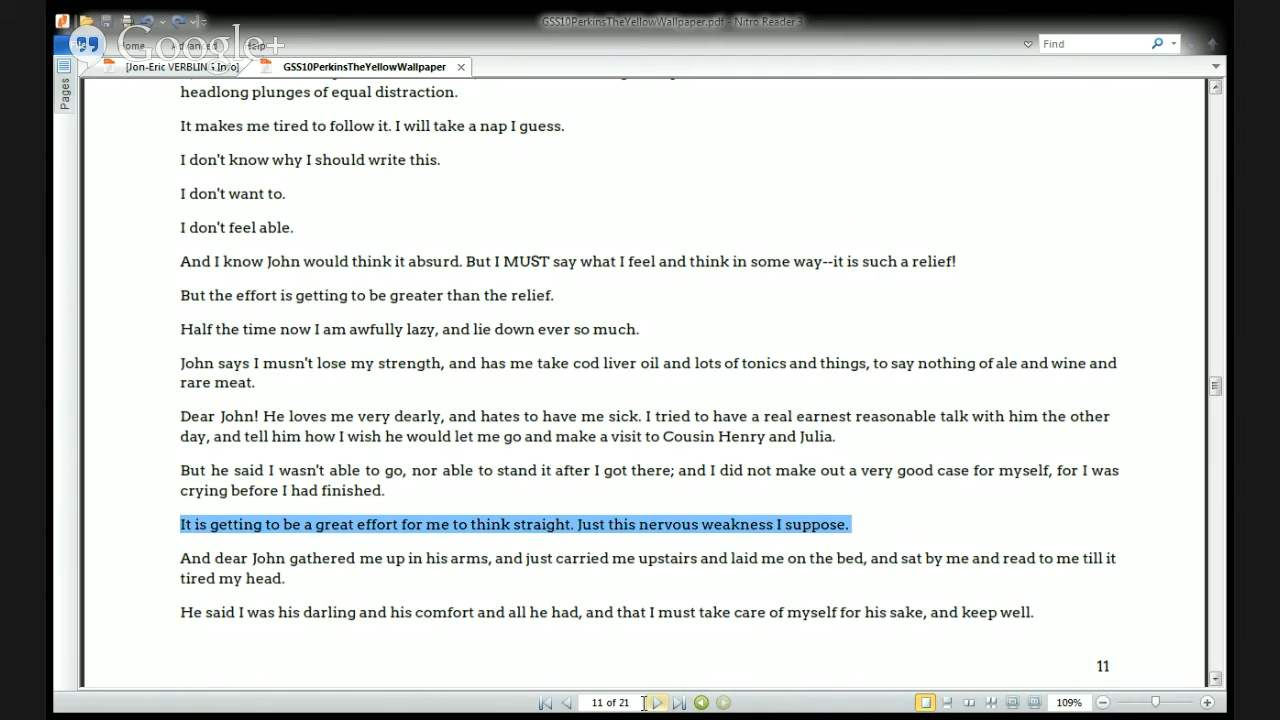 GSS10PerkinsTheYellowWallpaper.pdf - Nitro Reader 3
Google+
Find
[Jon-Eric VERBLING Info]
GSS10PerkinsTheYellowWallpaper
Pages
headlong plunges of equal distraction.
It makes me tired to follow it. I will take a nap I guess.
I don't know why I should write this.
I don't want to.
I don't feel able.
And I know John would think it absurd. But I MUST say what I feel and think in some way--it is such a relief!
But the effort is getting to be greater than the relief.
Half the time now I am awfully lazy, and lie down ever so much.
John says I musn't lose my strength, and has me take cod liver oil and lots of tonics and things, to say nothing of ale and wine and
rare meat.
Dear John! He loves me very dearly, and hates to have me sick. I tried to have a real earnest reasonable talk with him the other
day, and tell him how I wish he would let me go and make a visit to Cousin Henry and Julia.
But he said I wasn't able to go, nor able to stand it after I got there; and I did not make out a very good case for myself, for I was
crying before I had finished.
It is getting to be a great effort for me to think straight. Just this nervous weakness I suppose.
And dear John gathered me up in his arms, and just carried me upstairs and laid me on the bed, and sat by me and read to me till it
tired my head.
He said I was his darling and his comfort and all he had, and that I must take care of myself for his sake, and keep well.
11
11 of 21
109%